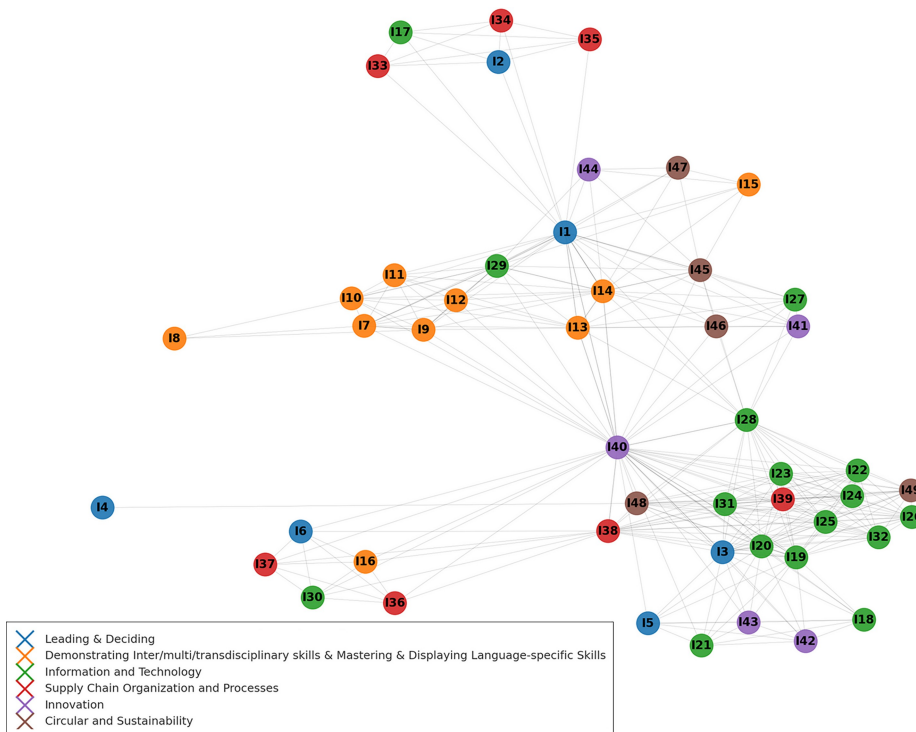 I34
I17
I35
I2
I33
I44
I47
I15
I1
I29
I45
I11
I14
I10
I12
I27
I7
I9
I13
I46
I41
I8
I28
I40
I23
I22
I49
I24
I39
I48
I31
I4
I26
I25
I6
I38
I32
I20
I3
I19
I16
I37
I30
I36
I18
I5
I43
I42
I21
Leading & Deciding
Demonstrating Inter/multi/transdisciplinary skills & Mastering & Displaying Language-specific Skills
Information and Technology
Supply Chain Organization and Processes
Innovation
Circular and Sustainability